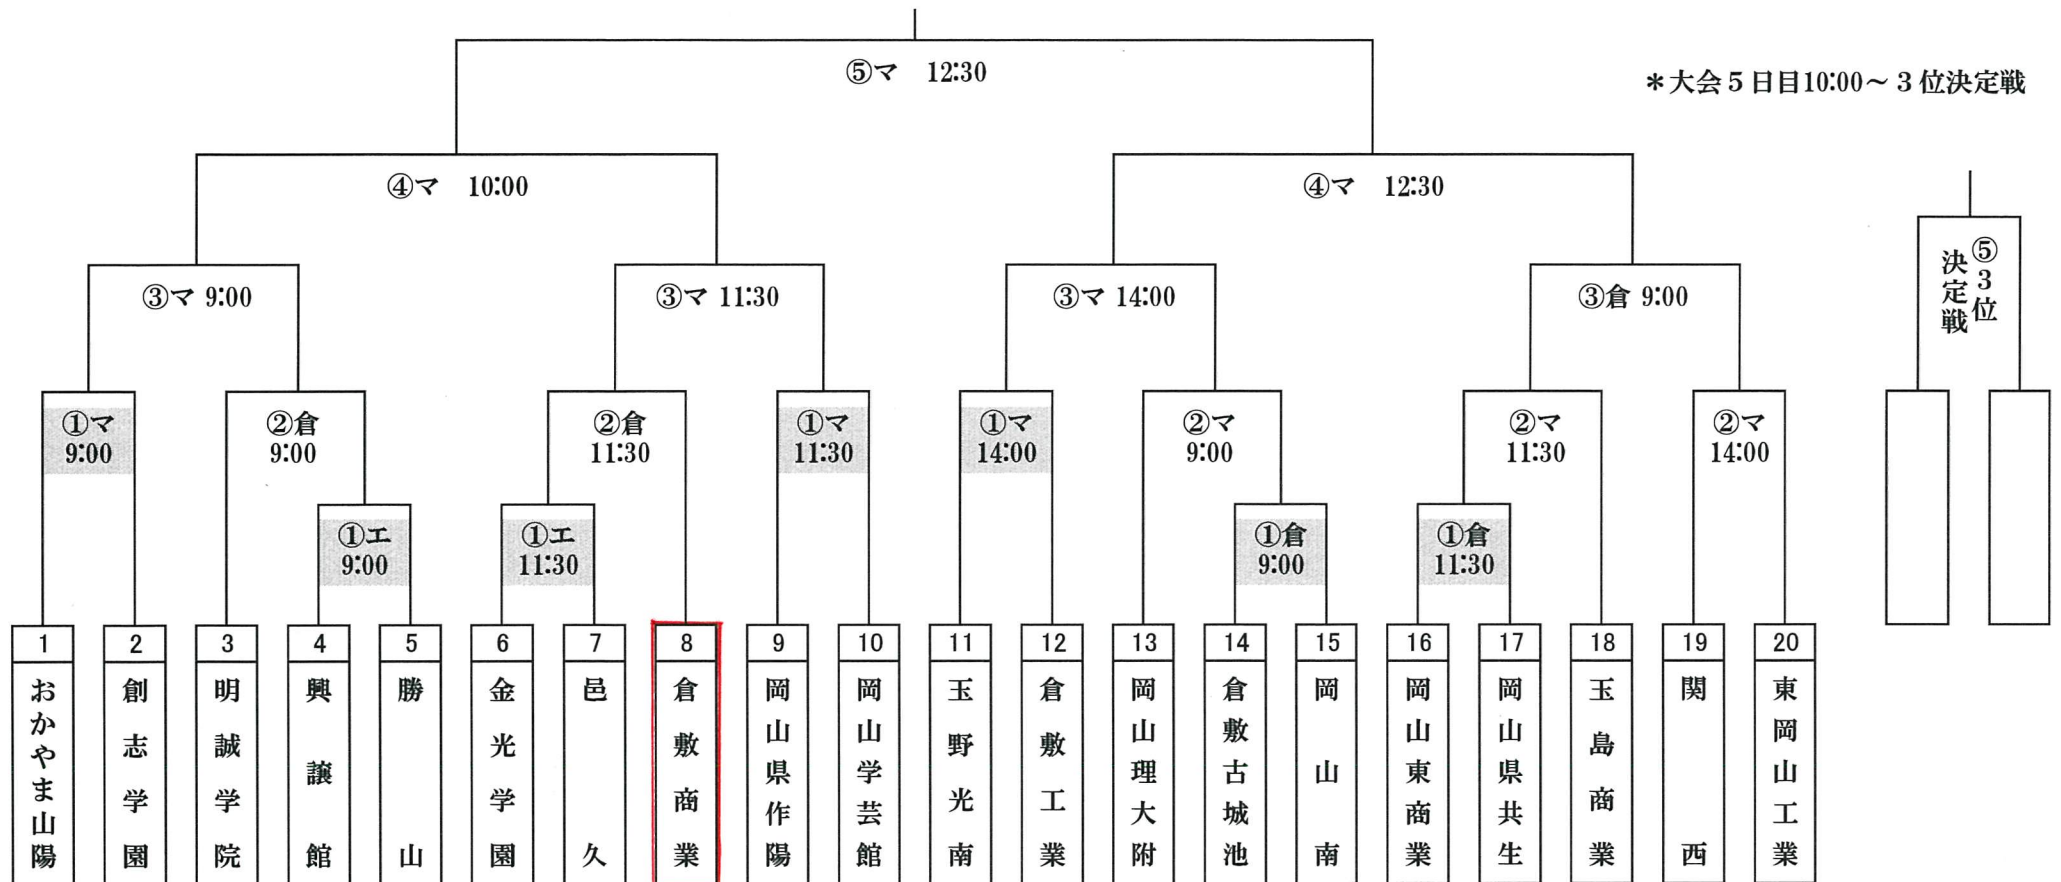 ⑤マ 12:30
＊大会５日目10:00～３位決定戦
④マ 10:00
④マ 12:30
⑤３位
決定戦
③マ 9:00
③マ 11:30
③マ 14:00
③倉 9:00
①マ
9:00
②倉
9:00
②倉
11:30
①マ
11:30
①マ
14:00
②マ
9:00
②マ
11:30
②マ
14:00
①エ
9:00
①エ
11:30
①倉
9:00
①倉
11:30
1
おかやま山陽
2
創志学園
3
明誠学院
4
興譲館
5
勝山
6
金光学園
7
邑久
8
倉敷商業
9
岡山県作陽
10
岡山学芸館
11
玉野光南
12
倉敷工業
13
岡山理大附
14
倉敷古城池
15
岡山南
16
岡山東商業
17
岡山県共生
18
玉島商業
19
関西
20
東岡山工業